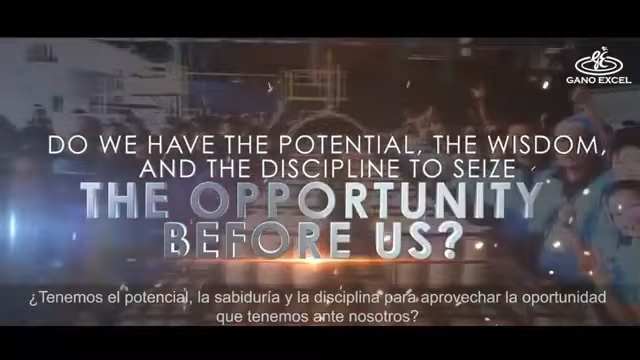 GANO EXCEL
DO WE HAVE THE POTENTIAL, THE WISDOM,
AND THE DISCIPLINE TO SEIZE
THE OPPORTUNITY
BEFORE US?
¿Tenemos el potencial, la sabiduría y la disciplina para aprovechar la oportunidad
que tenemos ante nosotros?